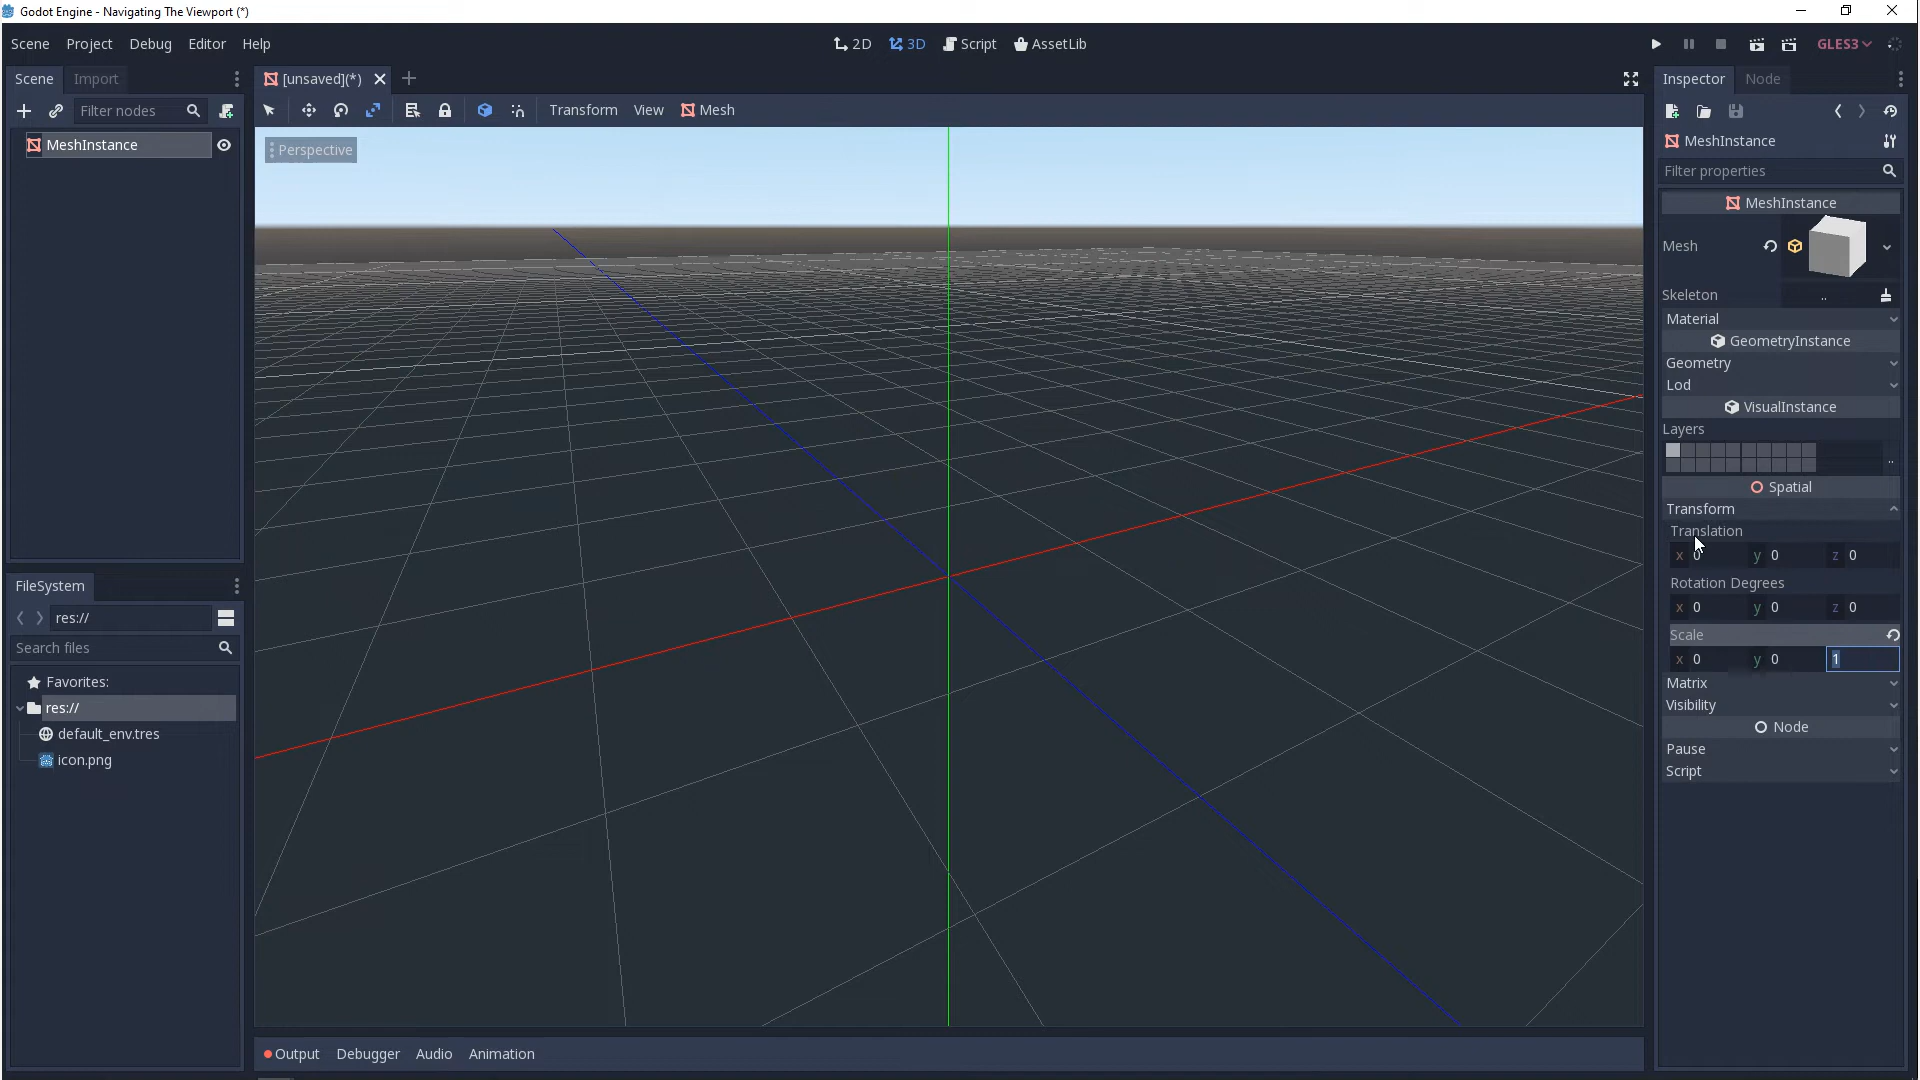 Godot Engine - Navigating The Viewport (*)
Scene Project Debug Editor Help
2D 3D Script AssetLib
GLES3
Scene Import
[unsaved](*)
Inspector Node
Filter nodes
Transform View Mesh
MeshInstance
Perspective
MeshInstance
Filter properties
MeshInstance
Mesh
Skeleton ..
Material
GeometryInstance
Geometry
Lod
VisualInstance
Layers
..
Spatial
Transform
Translation
x 0 y 0 z 0
Rotation Degrees
x 0 y 0 z 0
Scale
x 0 y 0 1
Matrix
Visibility
Node
Pause
Script
FileSystem
res://
Search files
Favorites:
res://
default_env.tres
icon.png
Output Debugger Audio Animation